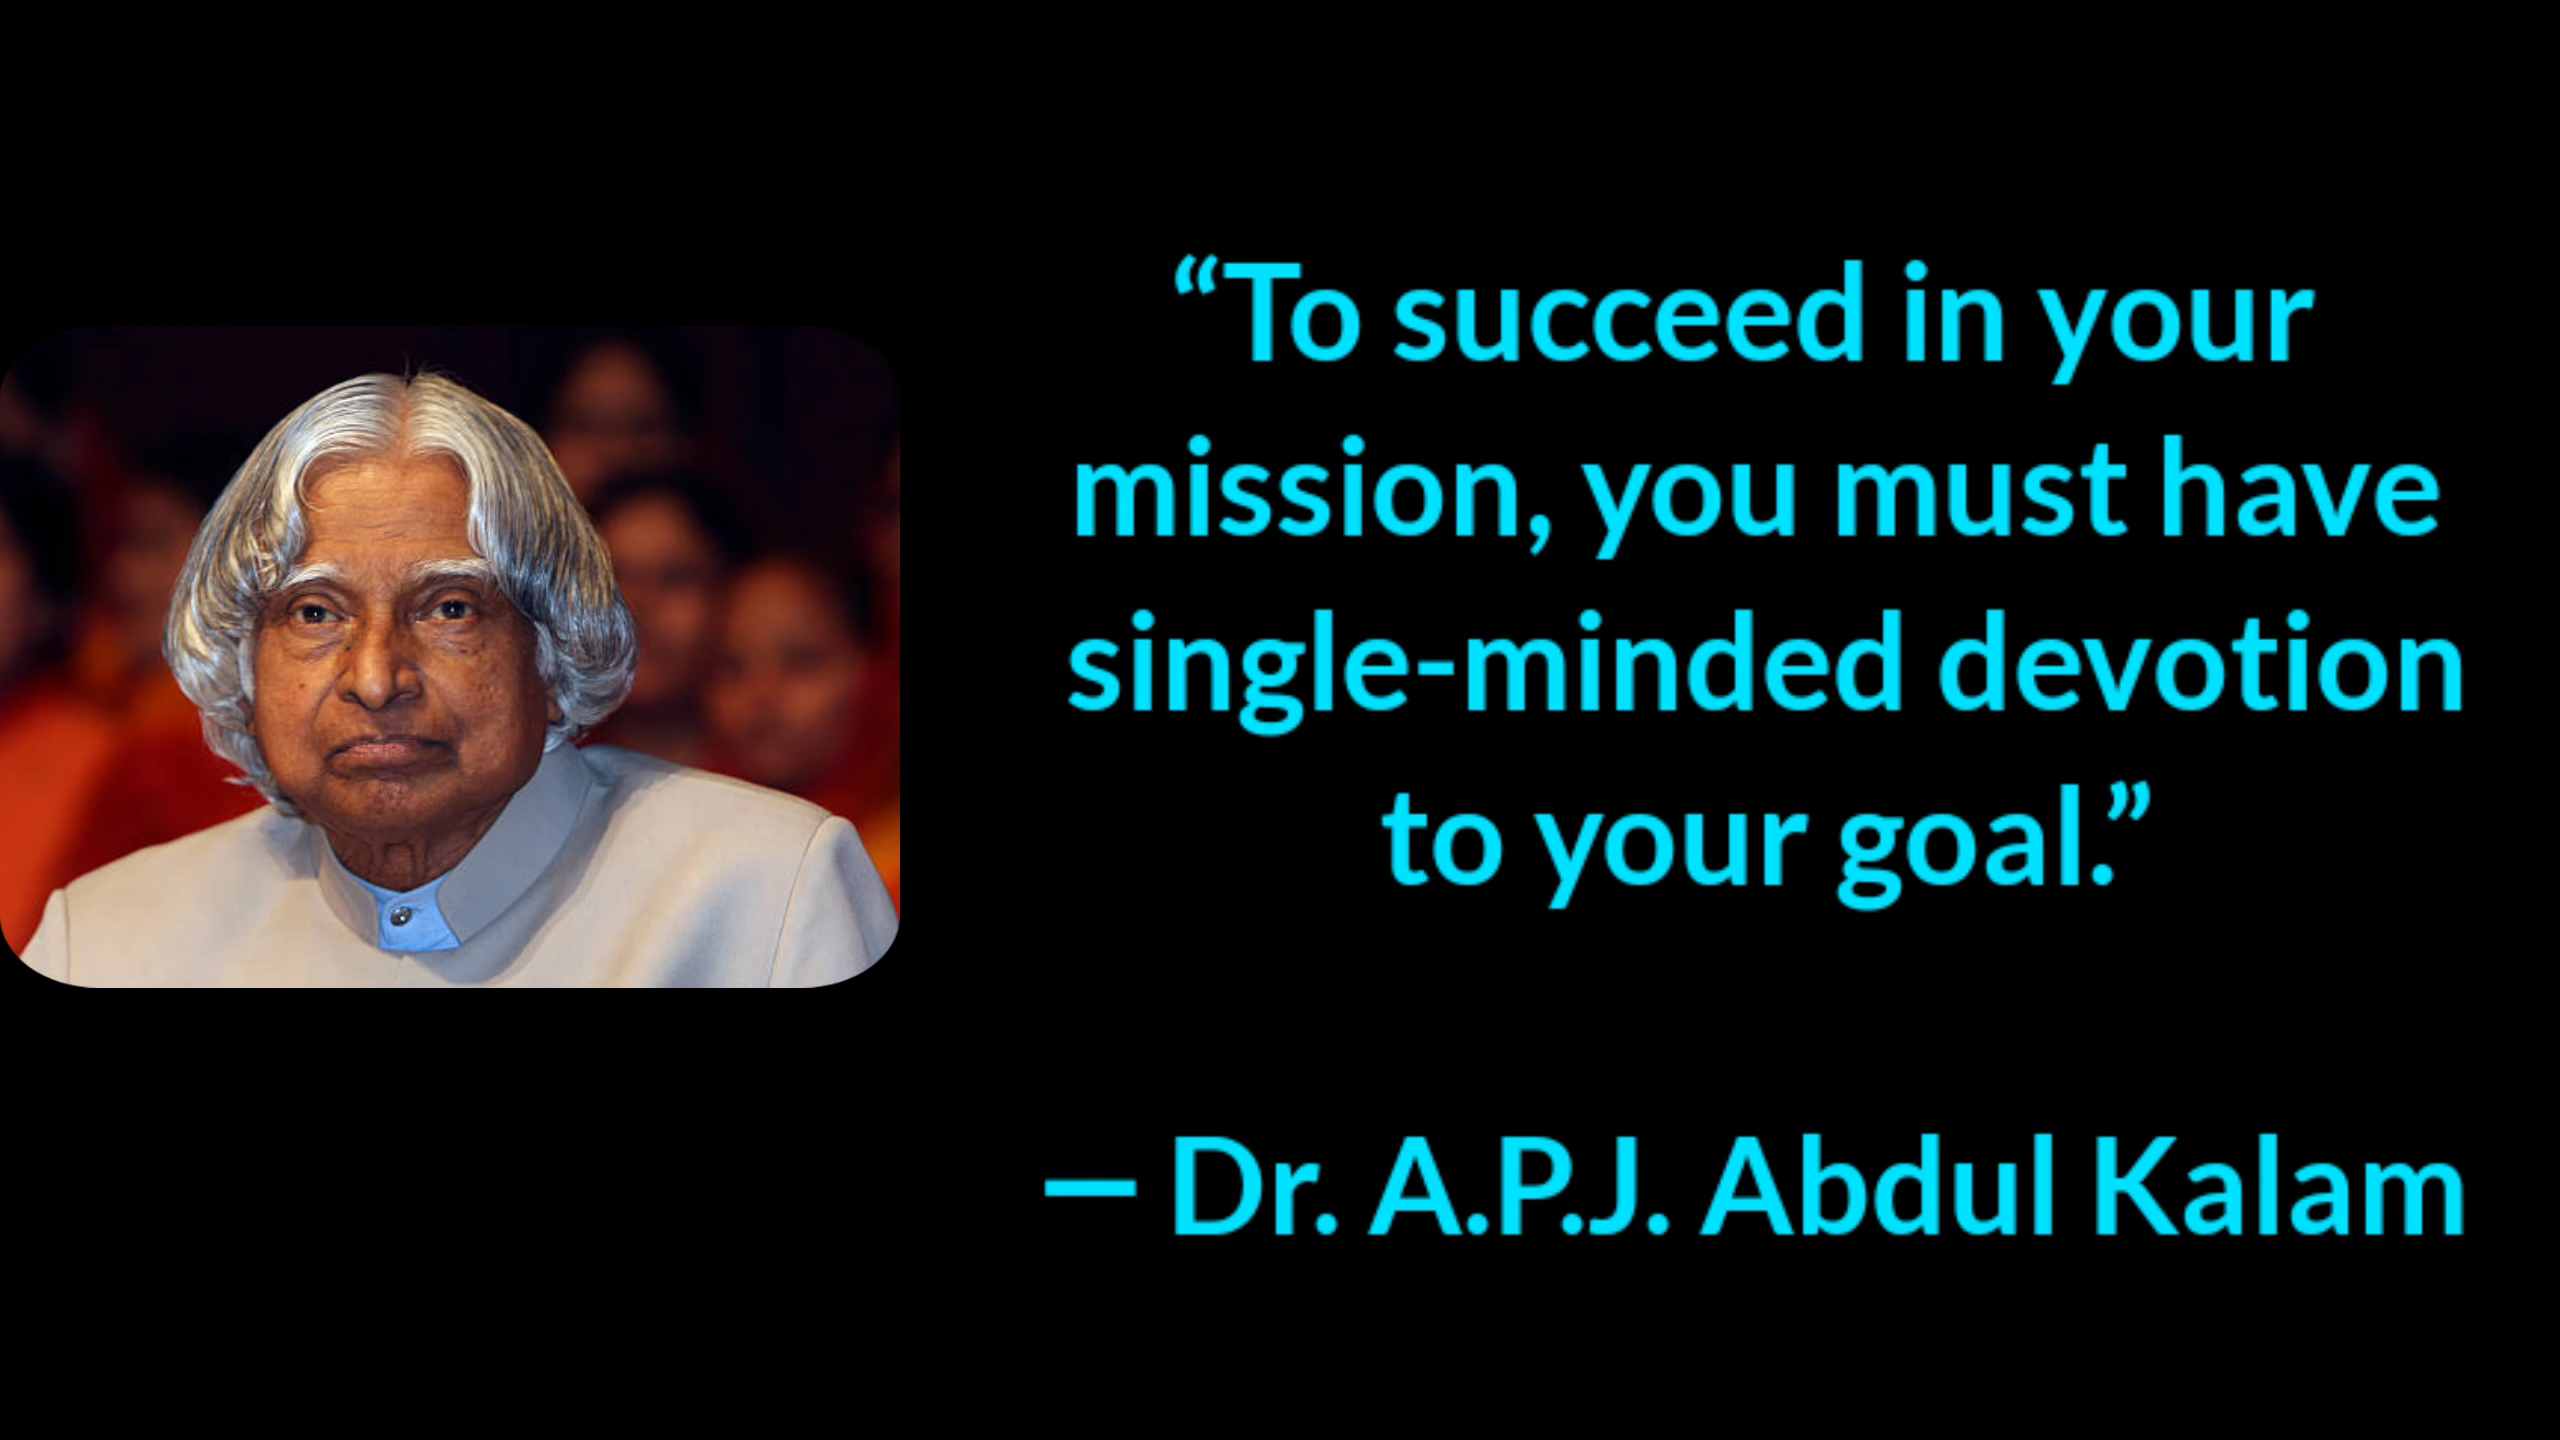 “To succeed in your
mission, you must have
single-minded devotion
to your goal.”
— Dr. A.P.J. Abdul Kalam